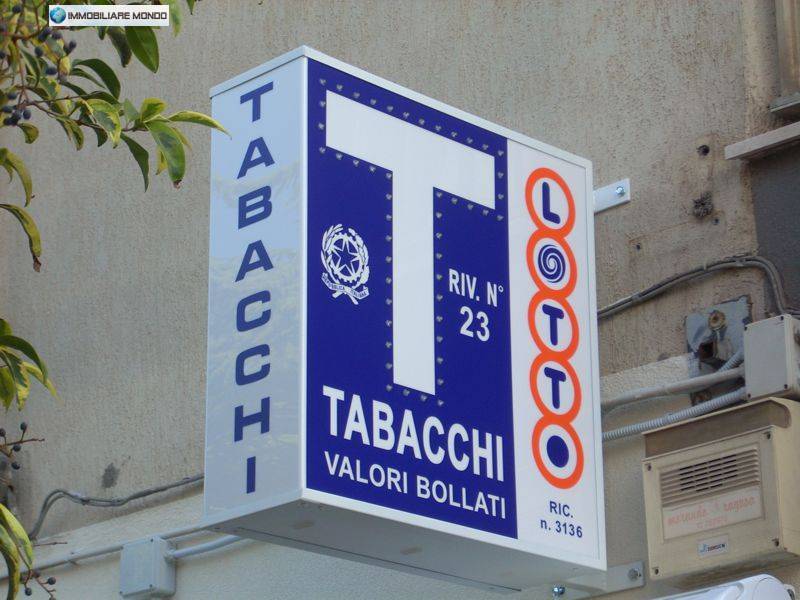 IMMOBILIARE MONDO
TABACCHI
T
RIV. N°
23
TABACCHI
VALORI BOLLATI
LOTTO
RIC.
n. 3136